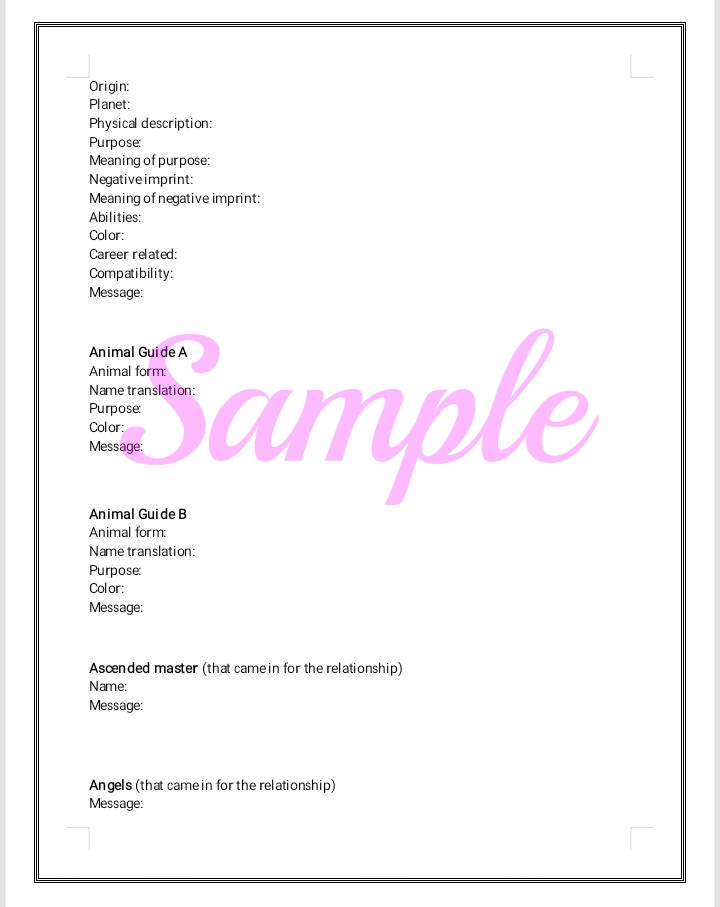 Origin:
Planet:
Physical description:
Purpose:
Meaning of purpose:
Negative imprint:
Meaning of negative imprint:
Abilities:
Color:
Career related:
Compatibility:
Message:
Animal Guide A
Animal form:
Name translation:
Purpose:
Color:
Message:
Sample
Animal Guide B
Animal form:
Name translation:
Purpose:
Color:
Message:
Ascended master (that came in for the relationship)
Name:
Message:
Angels (that came in for the relationship)
Message: